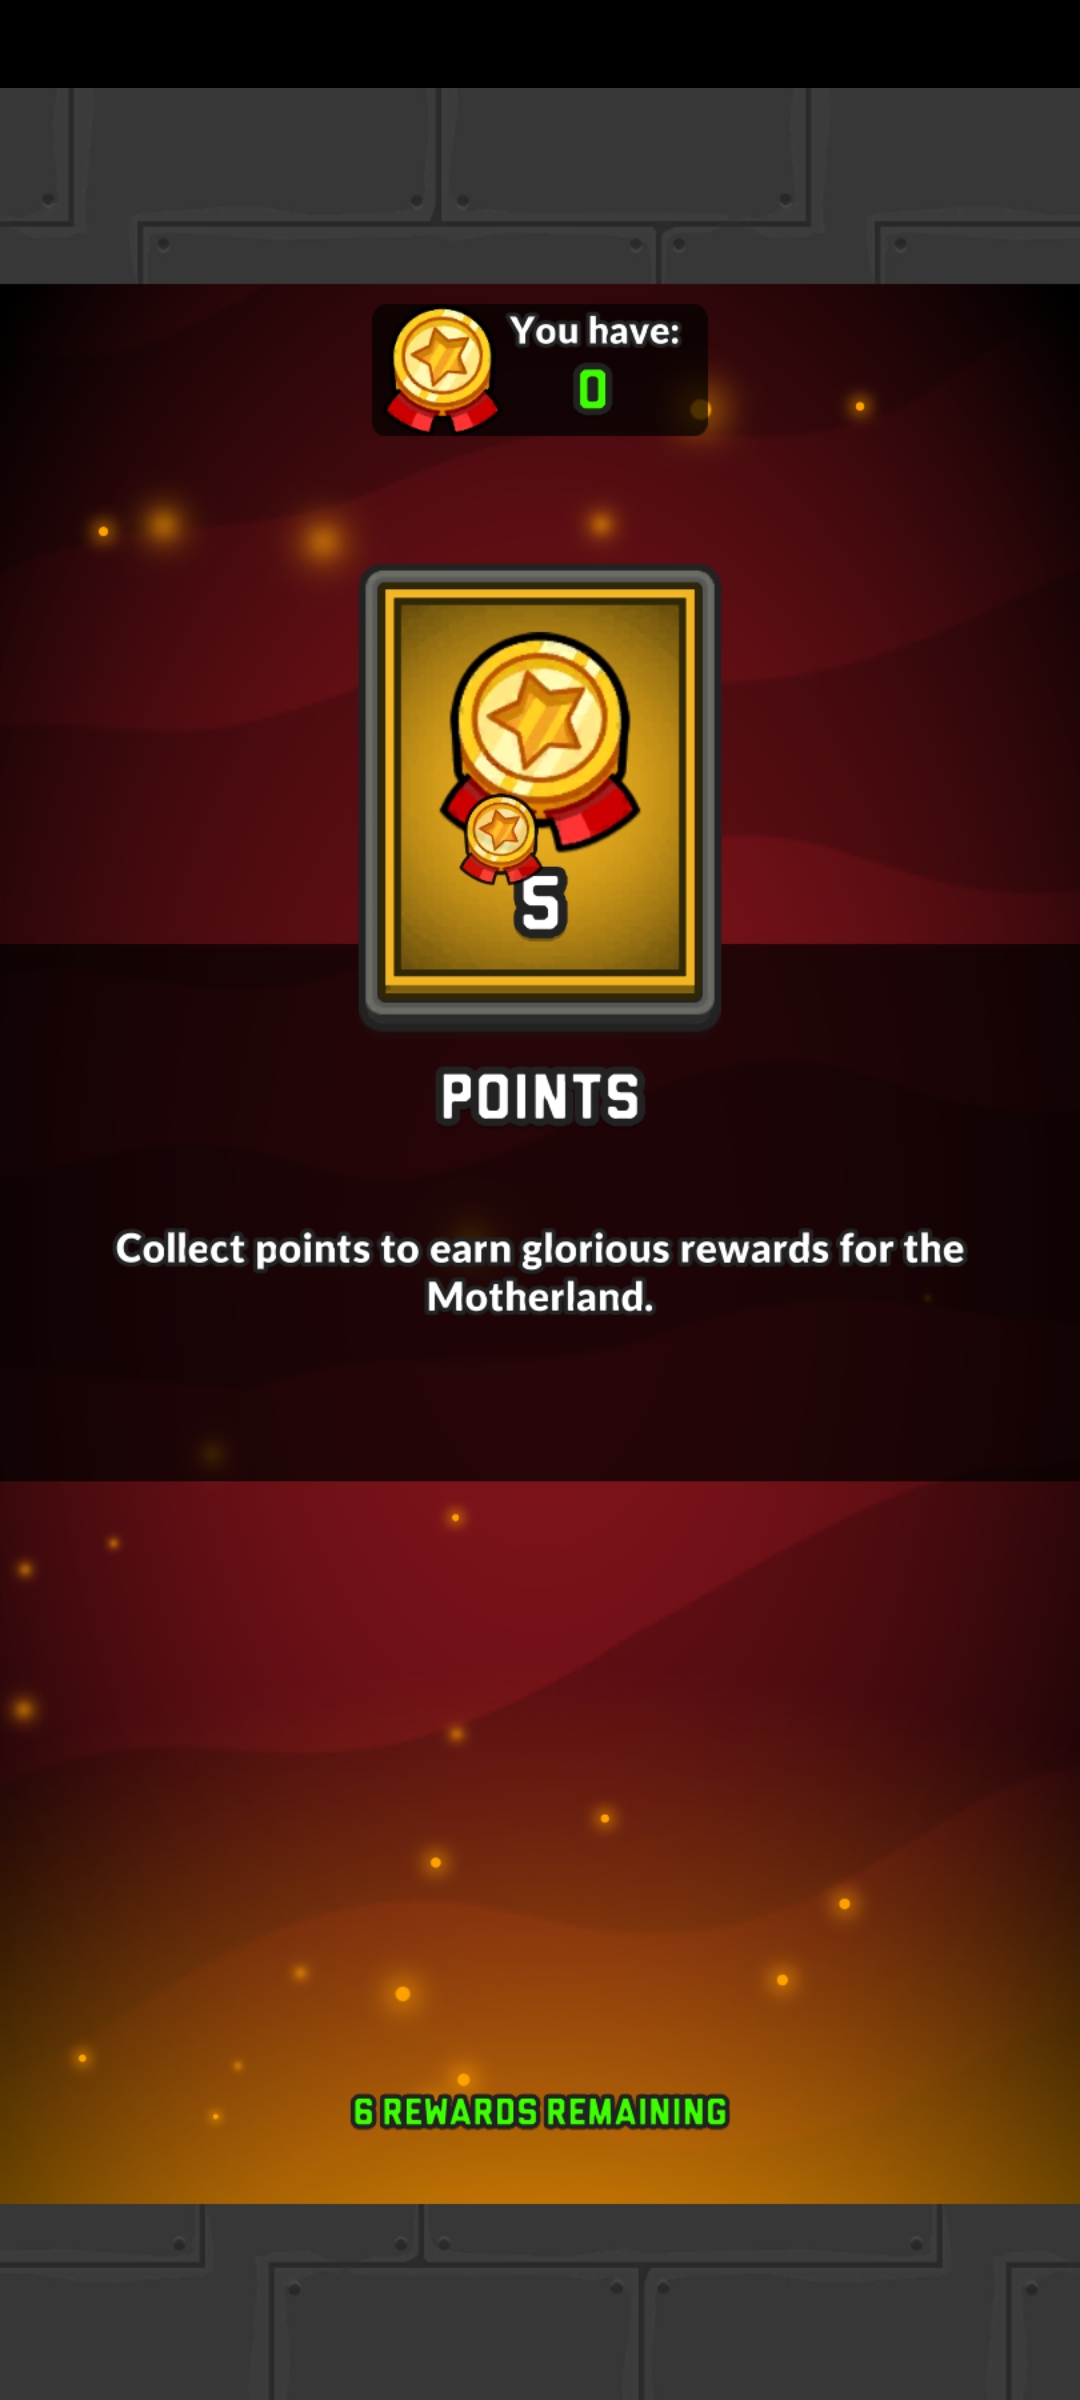 You have:
0
5
POINTS
Collect points to earn glorious rewards for the
Motherland.
6 REWARDS REMAINING